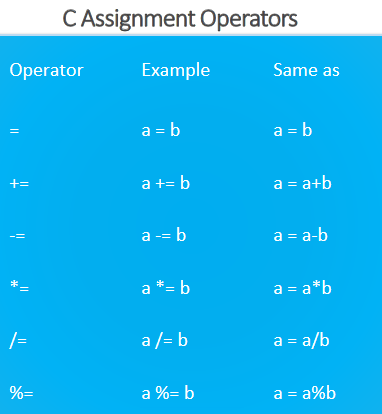 C Assignment Operators
Operator Example Same as
= a = b a = b
+= a += b a = a+b
-= a -= b a = a-b
*= a *= b a = a*b
/= a /= b a = a/b
%= a %= b a = a%b